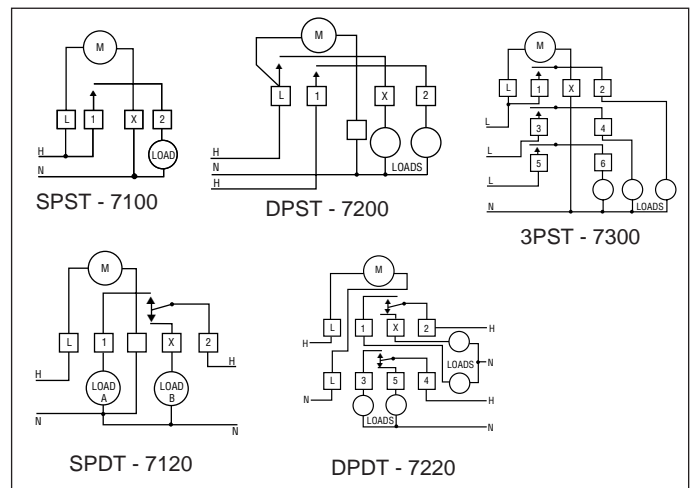 M
L 1 X 2
H
LOAD
N
SPST - 7100
M
L 1 X 2
H
N
LOADS
H
DPST - 7200
M
L 1 X 2
L
3 4
L
5 6
L
LOADS
N
3PST - 7300
M
L 1 X 2
H
H
LOAD
A
LOAD
B
N
N
SPDT - 7120
M
L 1 X 2
H
H
LOADS
N
L 3 5 4
N
H
LOADS
N
DPDT - 7220